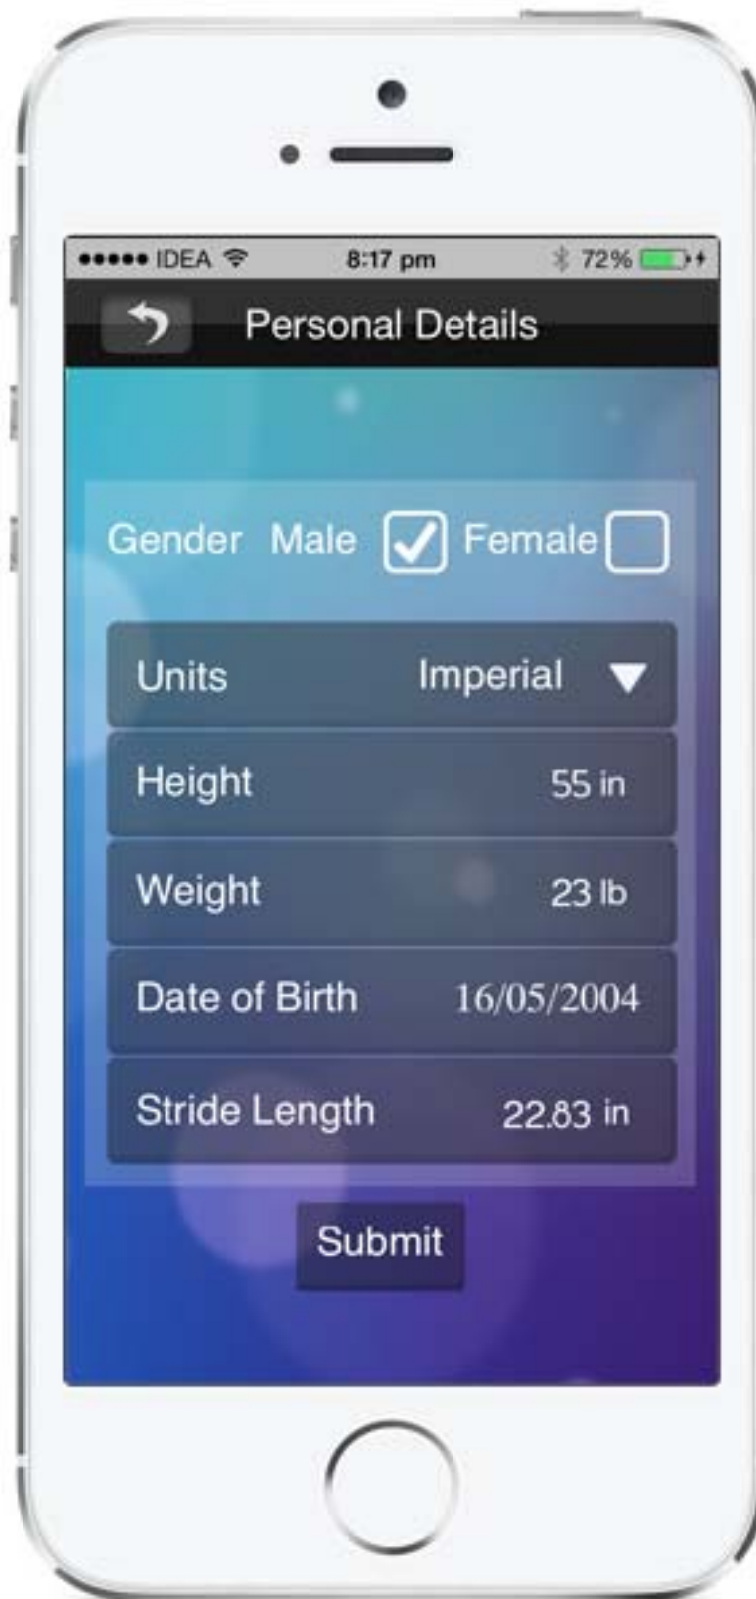 IDEA 8:17 pm 72%
Personal Details
Gender Male Female
Units Imperial
Height 55 in
Weight 23 lb
Date of Birth 16/05/2004
Stride Length 22.83 in
Submit